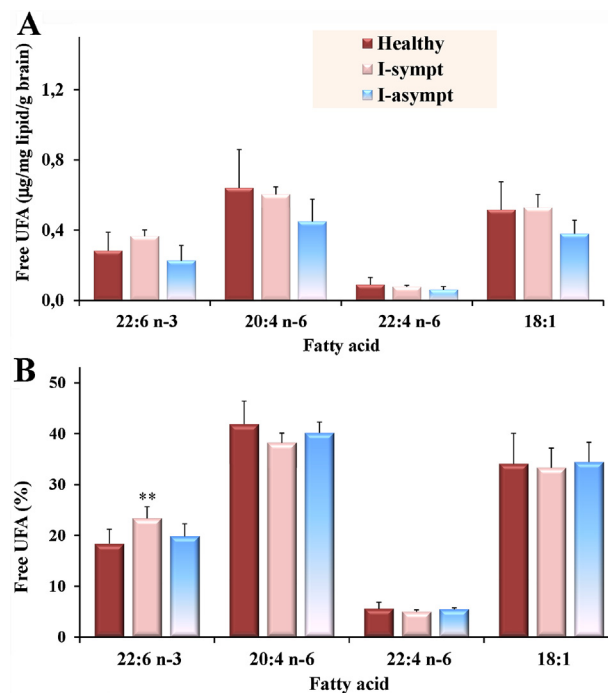 A
Healthy
I-sympt
I-asympt
Free UFA (µg/mg lipid/g brain)
1,2
0,8
0,4
0,0
22:6 n-3 20:4 n-6 22:4 n-6 18:1
Fatty acid
B
Free UFA (%)
50
40
30
20
10
0
**
22:6 n-3 20:4 n-6 22:4 n-6 18:1
Fatty acid